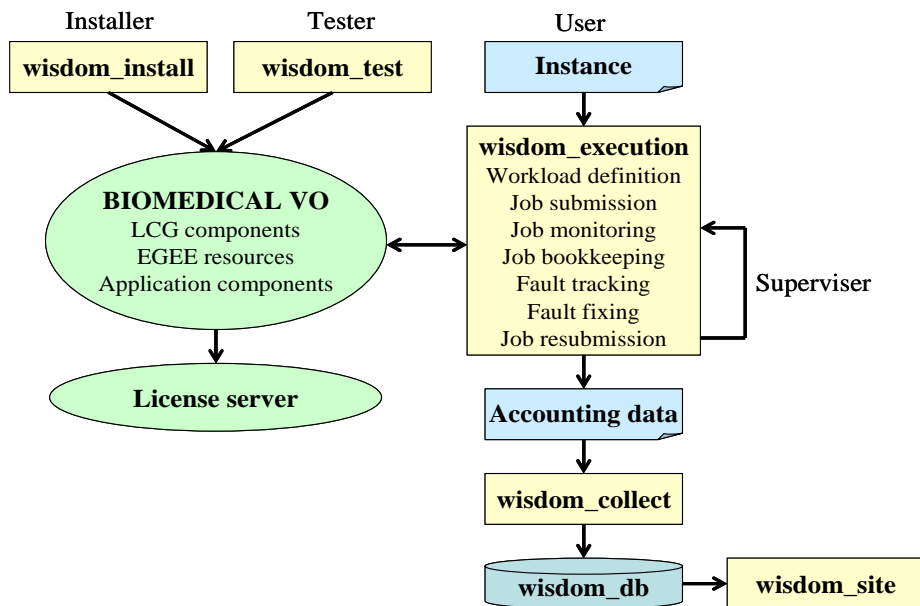 Installer
Tester
User
wisdom_install
wisdom_test
Instance
wisdom_execution
Workload definition
Job submission
Job monitoring
Job bookkeeping
Fault tracking
Fault fixing
Job resubmission
BIOMEDICAL VO
LCG components
EGEE resources
Application components
Superviser
License server
Accounting data
wisdom_collect
wisdom_db
wisdom_site